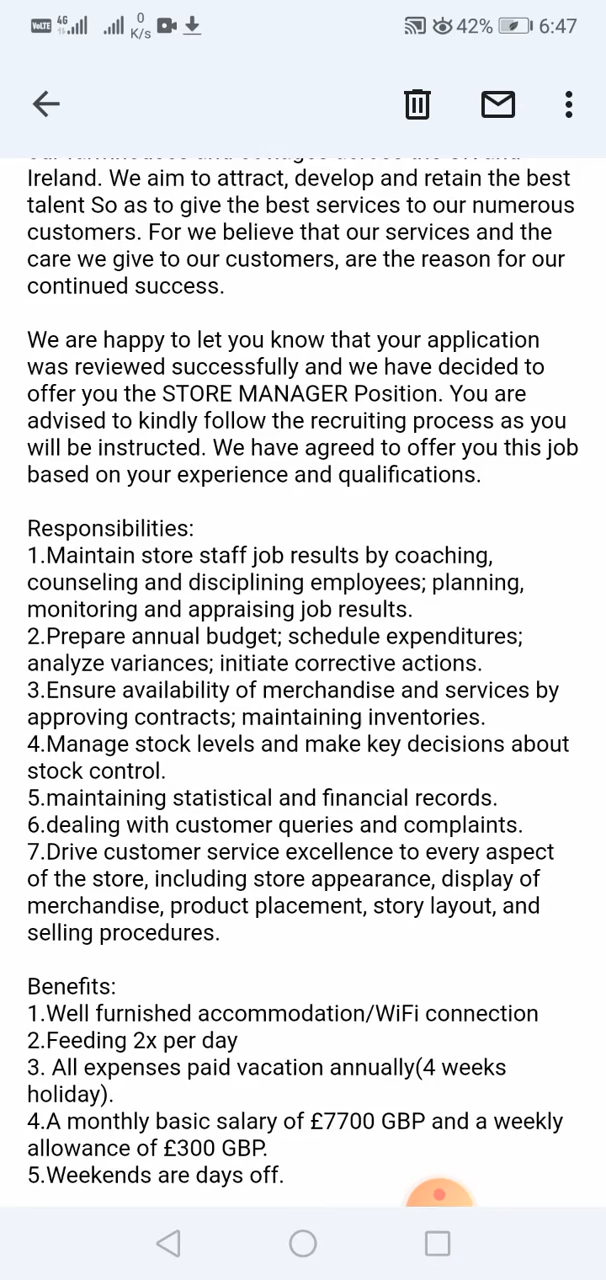 VoLTE 4G 0 K/s 42% 6:47
Ireland. We aim to attract, develop and retain the best
talent So as to give the best services to our numerous
customers. For we believe that our services and the
care we give to our customers, are the reason for our
continued success.
We are happy to let you know that your application
was reviewed successfully and we have decided to
offer you the STORE MANAGER Position. You are
advised to kindly follow the recruiting process as you
will be instructed. We have agreed to offer you this job
based on your experience and qualifications.
Responsibilities:
1.Maintain store staff job results by coaching,
counseling and disciplining employees; planning,
monitoring and appraising job results.
2.Prepare annual budget; schedule expenditures;
analyze variances; initiate corrective actions.
3.Ensure availability of merchandise and services by
approving contracts; maintaining inventories.
4.Manage stock levels and make key decisions about
stock control.
5.maintaining statistical and financial records.
6.dealing with customer queries and complaints.
7.Drive customer service excellence to every aspect
of the store, including store appearance, display of
merchandise, product placement, story layout, and
selling procedures.
Benefits:
1.Well furnished accommodation/WiFi connection
2.Feeding 2x per day
3. All expenses paid vacation annually(4 weeks
holiday).
4.A monthly basic salary of £7700 GBP and a weekly
allowance of £300 GBP.
5.Weekends are days off.